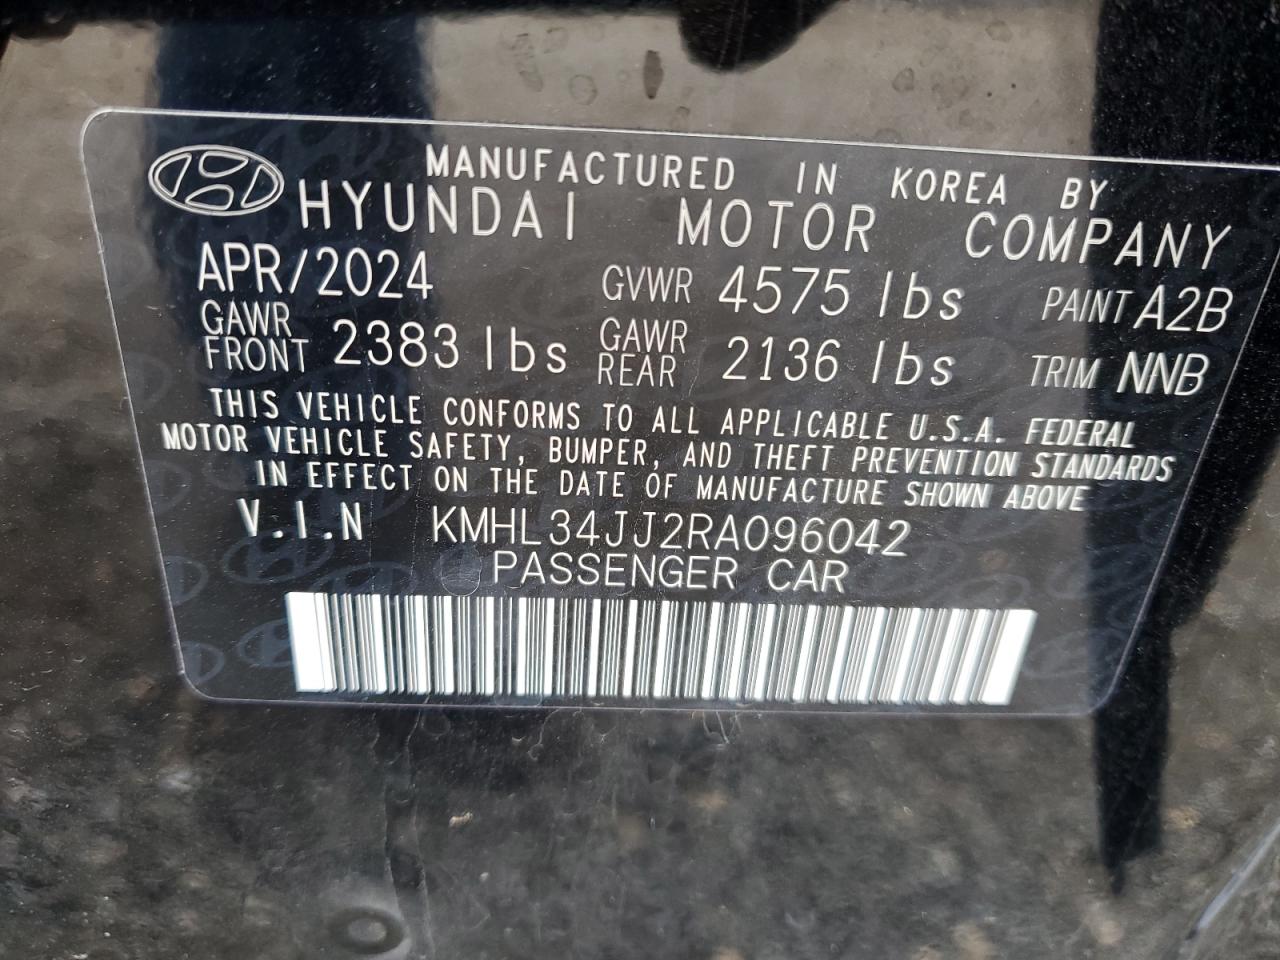 MANUFACTURED IN KOREA BY
HYUNDAI MOTOR COMPANY
APR/2024 GVWR 4575 lbs PAINT A2B
GAWR FRONT 2383 lbs GAWR REAR 2136 lbs TRIM NNB
THIS VEHICLE CONFORMS TO ALL APPLICABLE U.S.A. FEDERAL
MOTOR VEHICLE SAFETY, BUMPER, AND THEFT PREVENTION STANDARDS
IN EFFECT ON THE DATE OF MANUFACTURE SHOWN ABOVE
V.I.N KMHL34JJ2RA096042
PASSENGER CAR